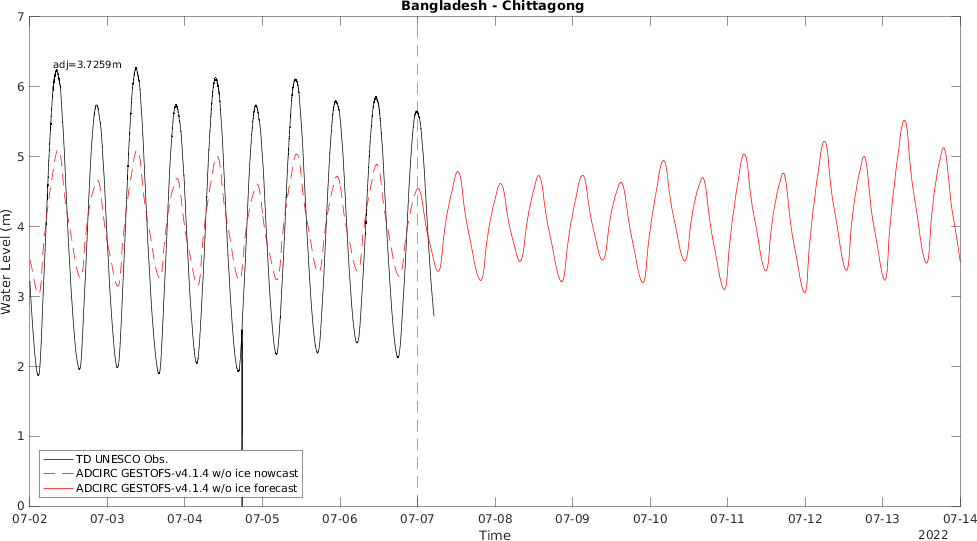 Bangladesh - Chittagong
7
adj=3.7259m
6
5
4
3
2
1
0
Water Level (m)
TD UNESCO Obs.
ADCIRC GESTOFS-v4.1.4 w/o ice nowcast
ADCIRC GESTOFS-v4.1.4 w/o ice forecast
07-02 07-03 07-04 07-05 07-06 07-07 07-08 07-09 07-10 07-11 07-12 07-13 07-14
Time
2022